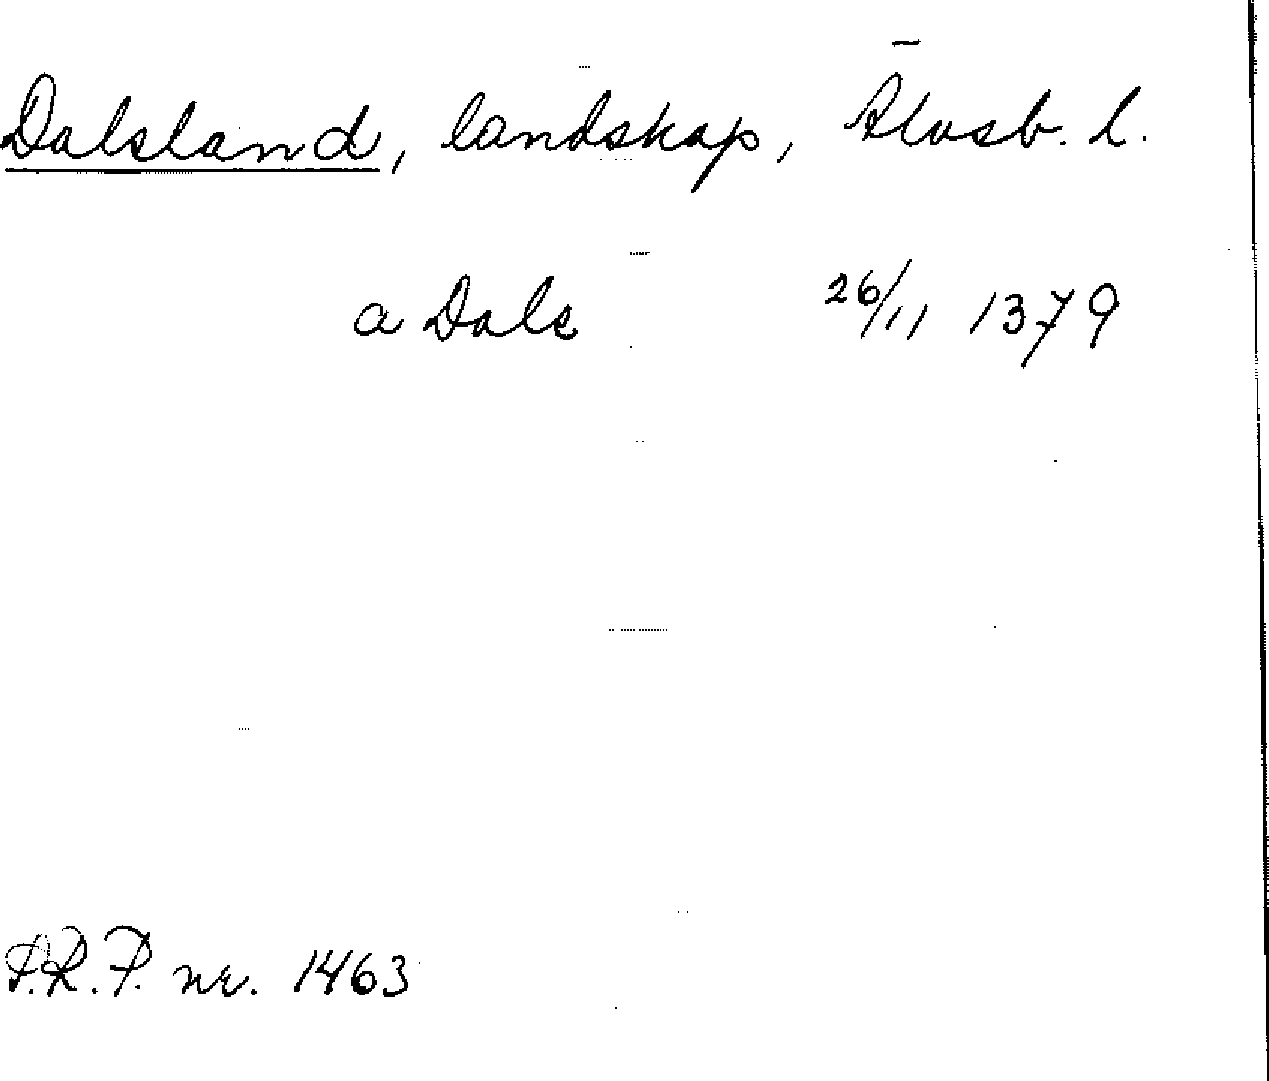 Dalsland, landskap, Älvsb. l.
a Dale 26/11 1379
P.R.P. nr. 1463